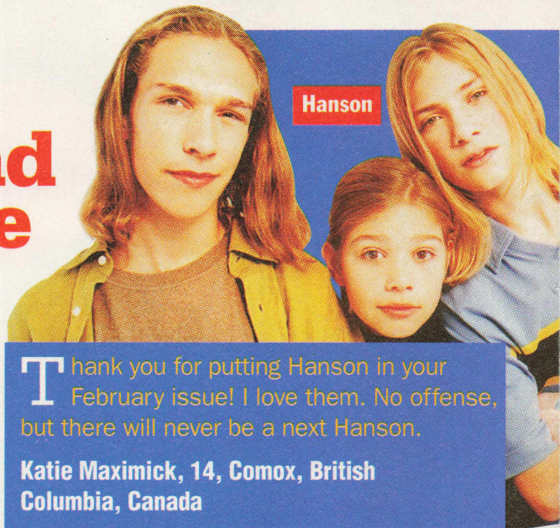 Hanson
Thank you for putting Hanson in your
February issue! I love them. No offense,
but there will never be a next Hanson.
Katie Maximick, 14, Comox, British
Columbia, Canada